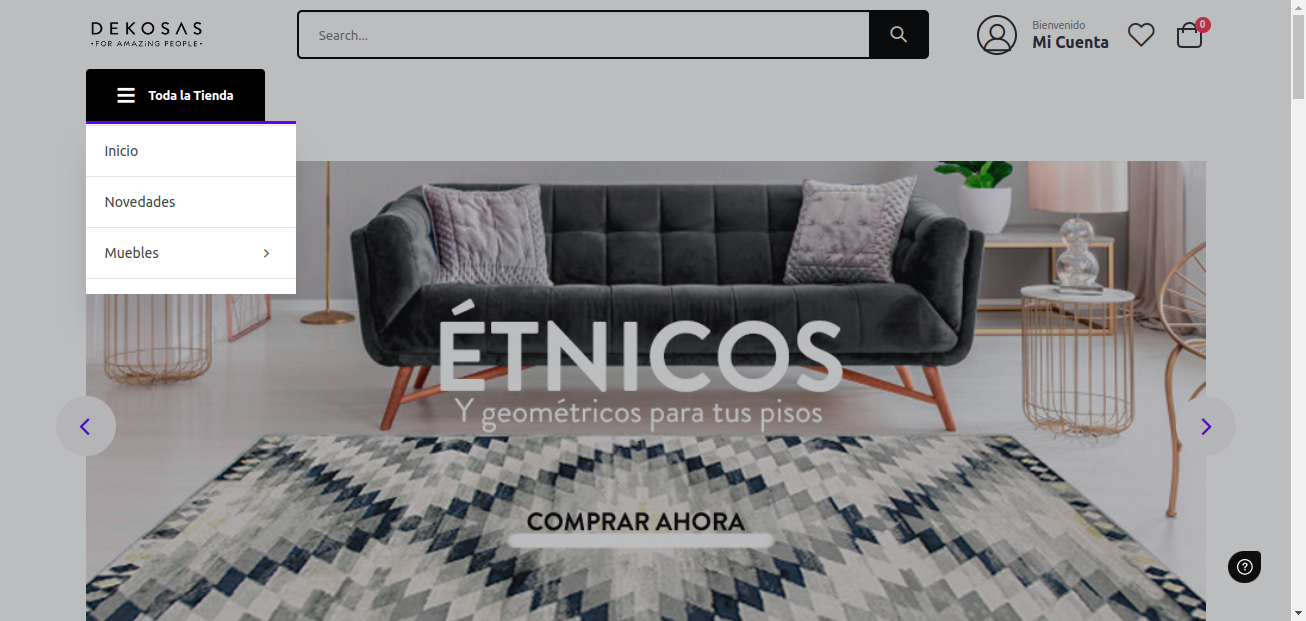 DEKOSAS
•FOR AMAZiNG PEOPLE•
Search...
Bienvenido
Mi Cuenta
0
Toda la Tienda
Inicio
Novedades
Muebles
ÉTNICOS
Y geométricos para tus pisos
COMPRAR AHORA